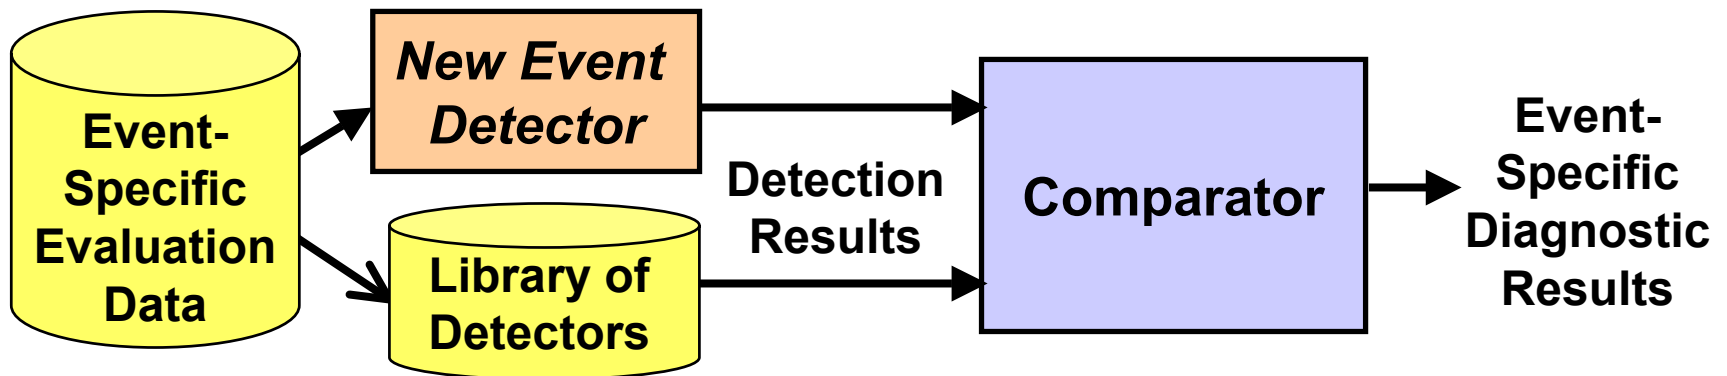 Event-
Specific
Evaluation
Data
New Event
Detector
Library of
Detectors
Detection
Results
Comparator
Event-
Specific
Diagnostic
Results